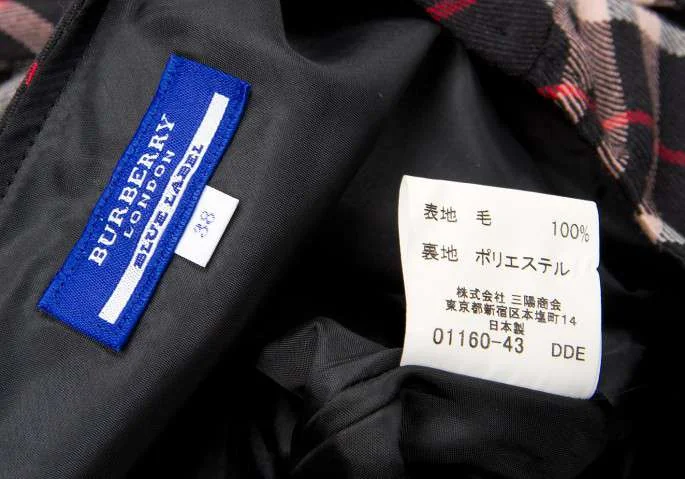 BURBERRY
LONDON
BLUE LABEL
38
表地 毛 100%
裏地 ポリエステル
株式会社 三陽商会
東京都新宿区本塩町14
日本製
01160-43 DDE